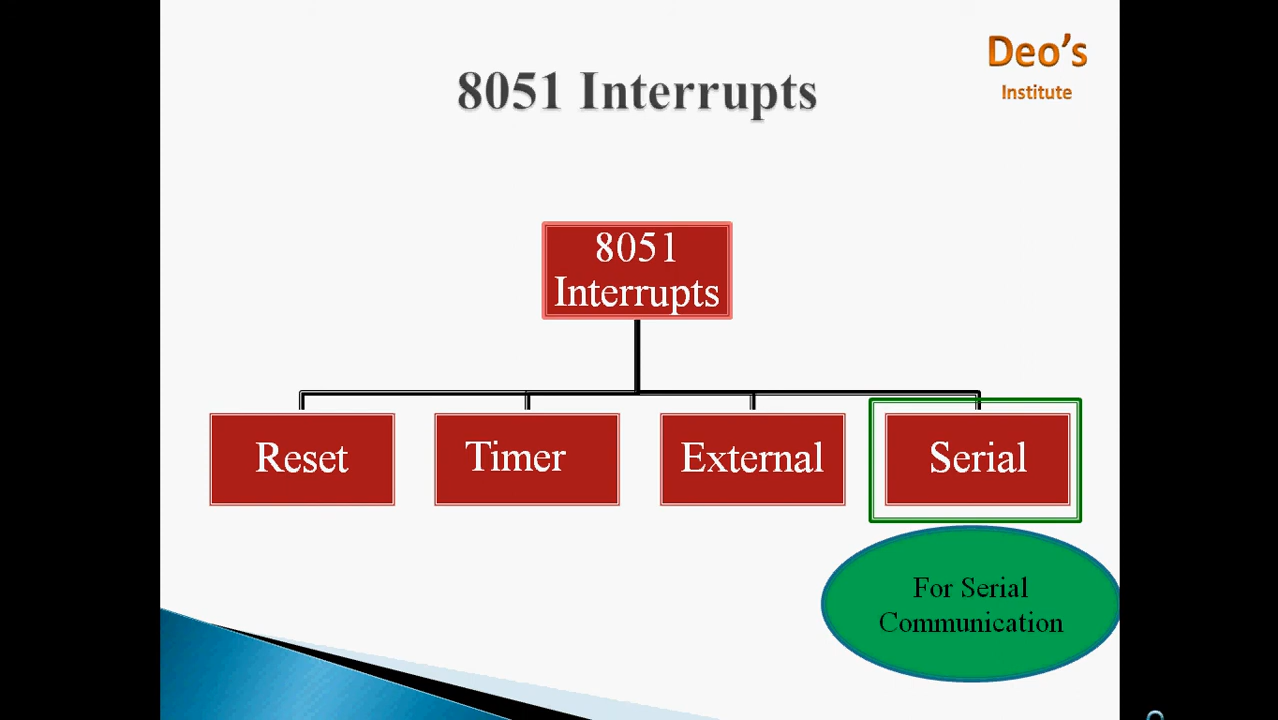 Deo's
Institute
8051 Interrupts
8051
Interrupts
Reset
Timer
External
Serial
For Serial
Communication